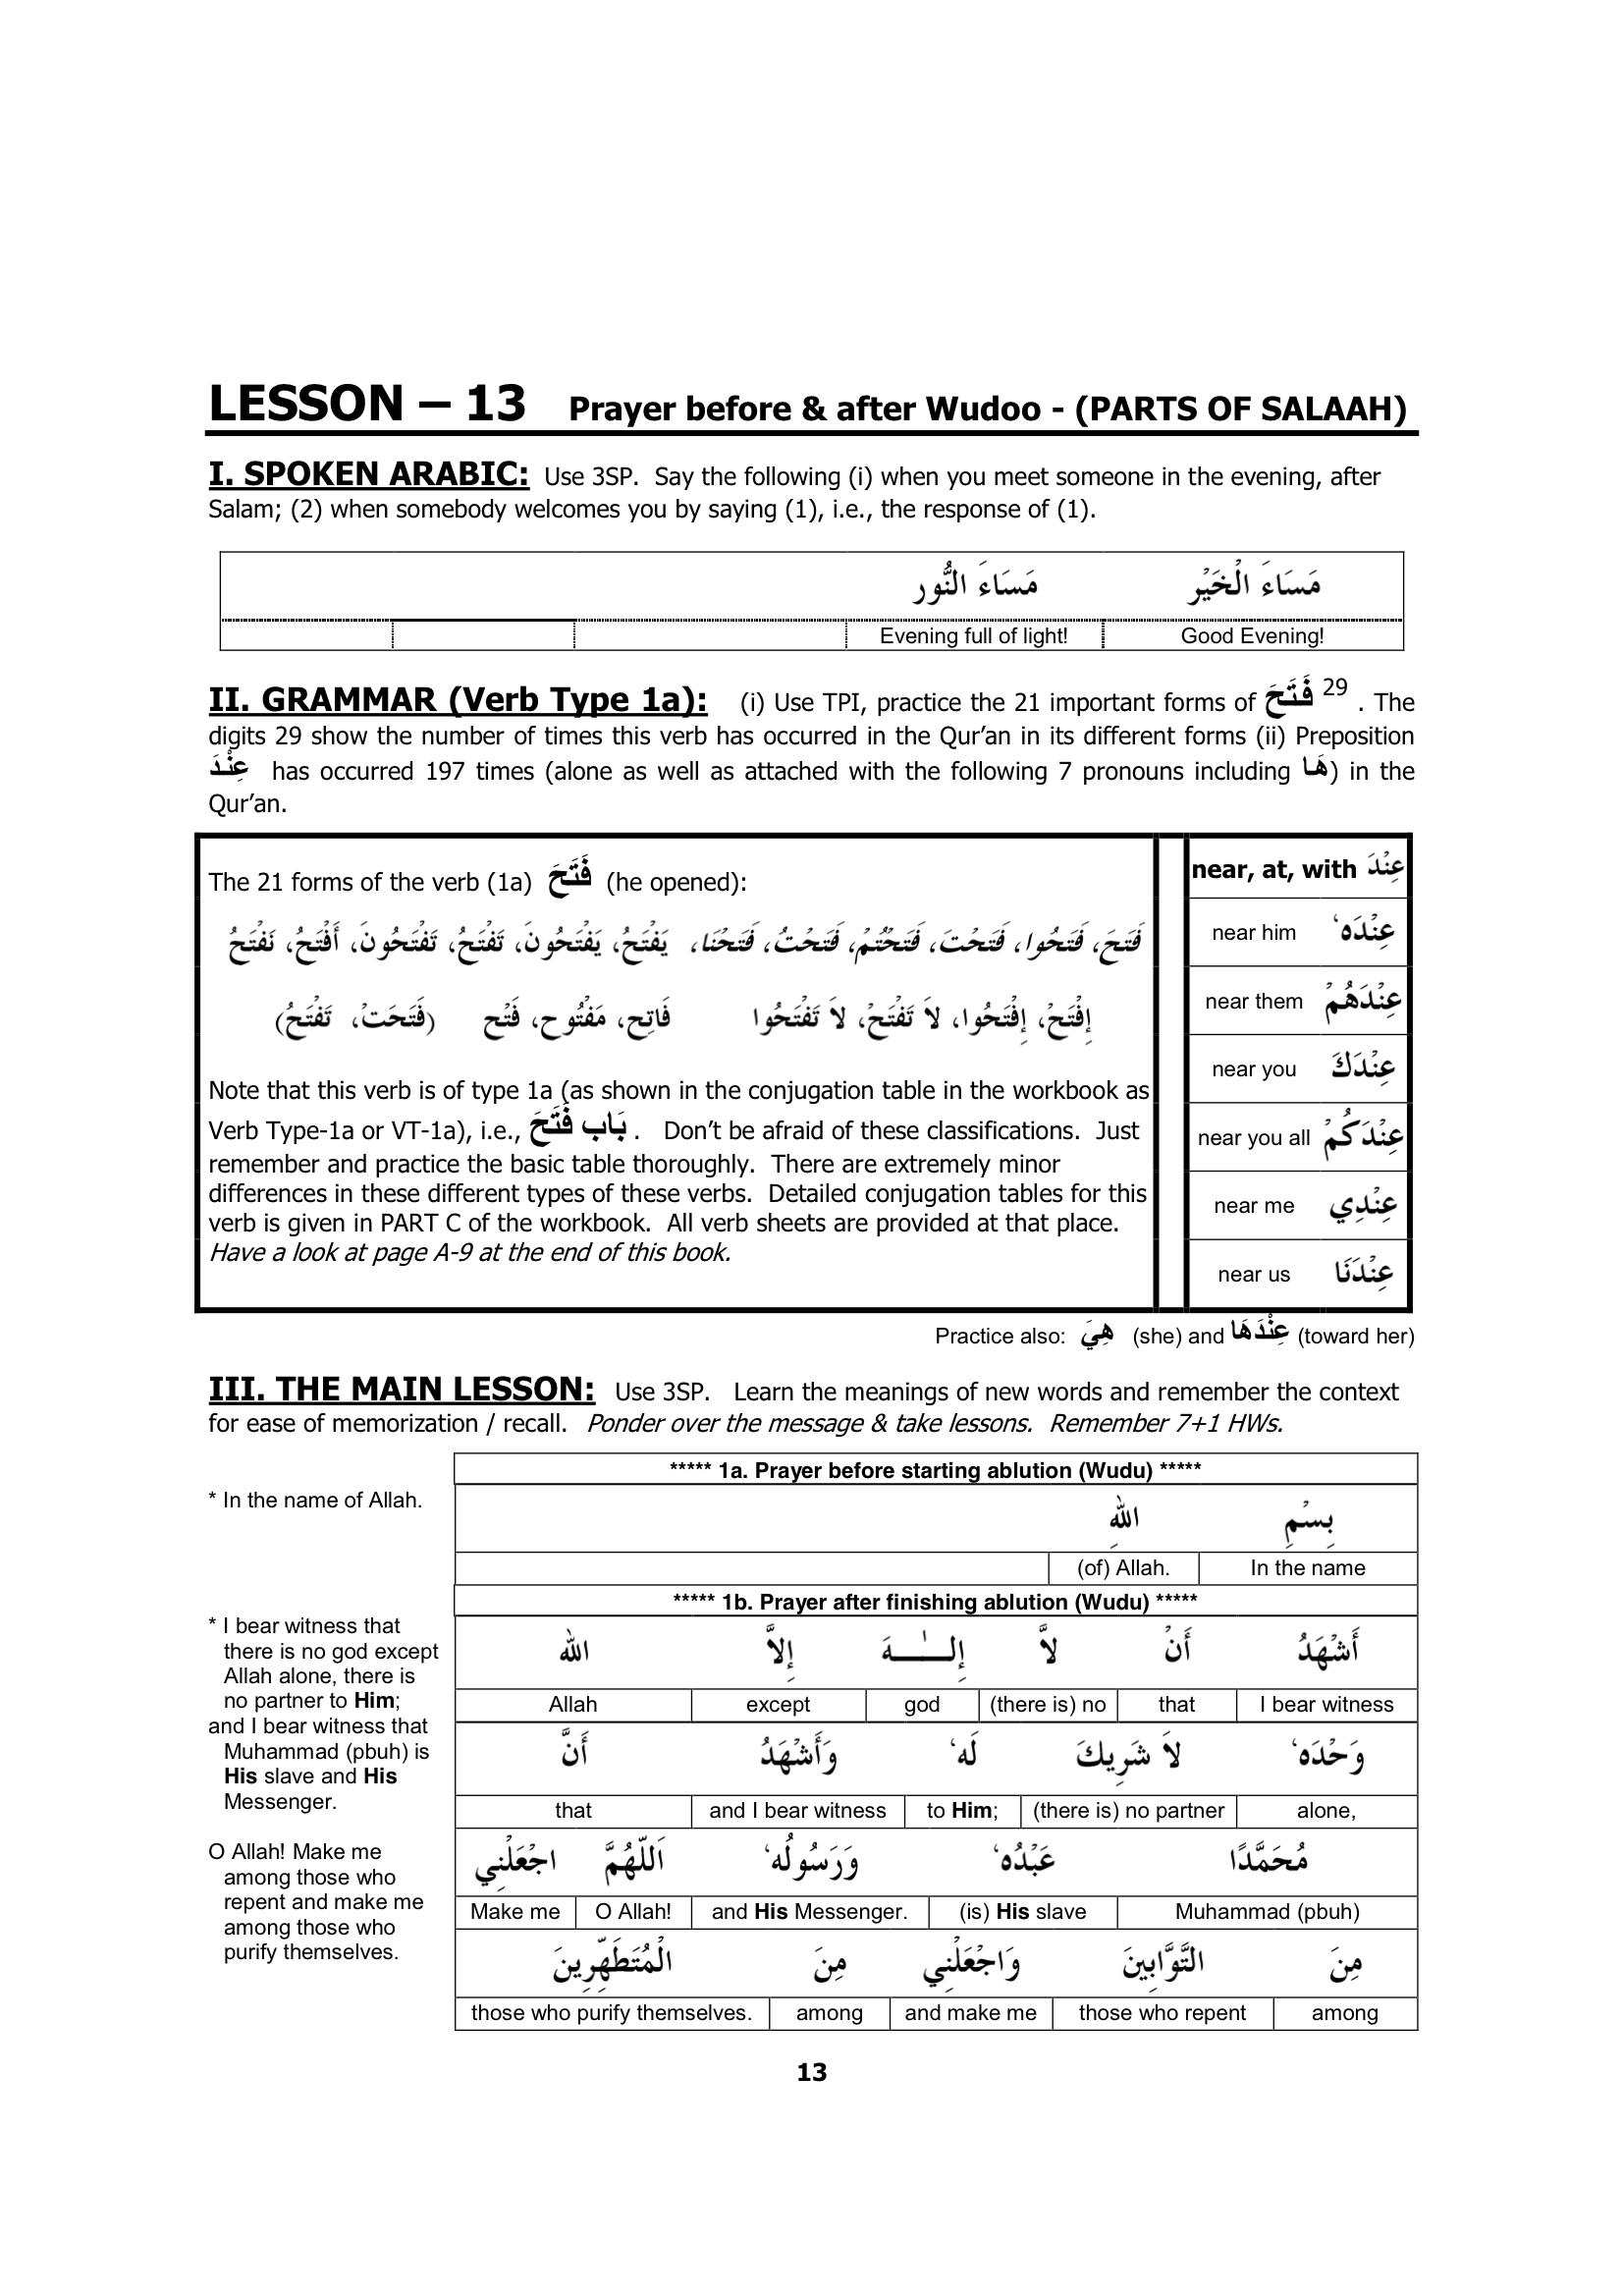 LESSON – 13 Prayer before & after Wudoo - (PARTS OF SALAAH)
I. SPOKEN ARABIC: Use 3SP. Say the following (i) when you meet someone in the evening, after
Salam; (2) when somebody welcomes you by saying (1), i.e., the response of (1).
مَسَاءَ الْخَيْر مَسَاءَ النُّور
Good Evening! Evening full of light!
II. GRAMMAR (Verb Type 1a): (i) Use TPI, practice the 21 important forms of فَتَحَ 29 . The
digits 29 show the number of times this verb has occurred in the Qur’an in its different forms (ii) Preposition
عِنْدَ has occurred 197 times (alone as well as attached with the following 7 pronouns including هَا) in the
Qur’an.
The 21 forms of the verb (1a) فَتَحَ (he opened):
فَتَحَ، فَتَحُوا، فَتَحْتَ، فَتَحْتُمْ، فَتَحْتُ، فَتَحْنَا، يَفْتَحُ، يَفْتَحُونَ، تَفْتَحُ، تَفْتَحُونَ، أَفْتَحُ، نَفْتَحُ
إِفْتَحْ، إِفْتَحُوا، لاَ تَفْتَحْ، لاَ تَفْتَحُوا فَاتِح، مَفْتُوح، فَتْح (فَتَحَتْ، تَفْتَحُ)
Note that this verb is of type 1a (as shown in the conjugation table in the workbook as
Verb Type-1a or VT-1a), i.e., بَاب فَتَحَ . Don’t be afraid of these classifications. Just
remember and practice the basic table thoroughly. There are extremely minor
differences in these different types of these verbs. Detailed conjugation tables for this
verb is given in PART C of the workbook. All verb sheets are provided at that place.
Have a look at page A-9 at the end of this book.
near, at, with عِنْدَ
near him عِنْدَه‘
near them عِنْدَهُمْ
near you عِنْدَكَ
near you all عِنْدَكُمْ
near me عِنْدِي
near us عِنْدَنَا
Practice also: هِيَ (she) and عِنْدَهَا (toward her)
III. THE MAIN LESSON: Use 3SP. Learn the meanings of new words and remember the context
for ease of memorization / recall. Ponder over the message & take lessons. Remember 7+1 HWs.
***** 1a. Prayer before starting ablution (Wudu) *****
* In the name of Allah.
بِسْمِ اللهِ
In the name (of) Allah.
***** 1b. Prayer after finishing ablution (Wudu) *****
* I bear witness that
there is no god except
Allah alone, there is
no partner to Him;
and I bear witness that
Muhammad (pbuh) is
His slave and His
Messenger.
O Allah! Make me
among those who
repent and make me
among those who
purify themselves.
أَشْهَدُ أَنْ لاَّ إِلـٰـهَ إِلاَّ الله
I bear witness that (there is) no god except Allah
وَحْدَه‘ لاَ شَرِيكَ لَه‘ وَأَشْهَدُ أَنَّ
alone, (there is) no partner to Him; and I bear witness that
مُحَمَّدًا عَبْدُه‘ وَرَسُولُه‘ اَللّهُمَّ اجْعَلْنِي
Muhammad (pbuh) (is) His slave and His Messenger. O Allah! Make me
مِنَ التَّوَّابِينَ وَاجْعَلْنِي مِنَ الْمُتَطَهِّرِينَ
among those who repent and make me among those who purify themselves.
13